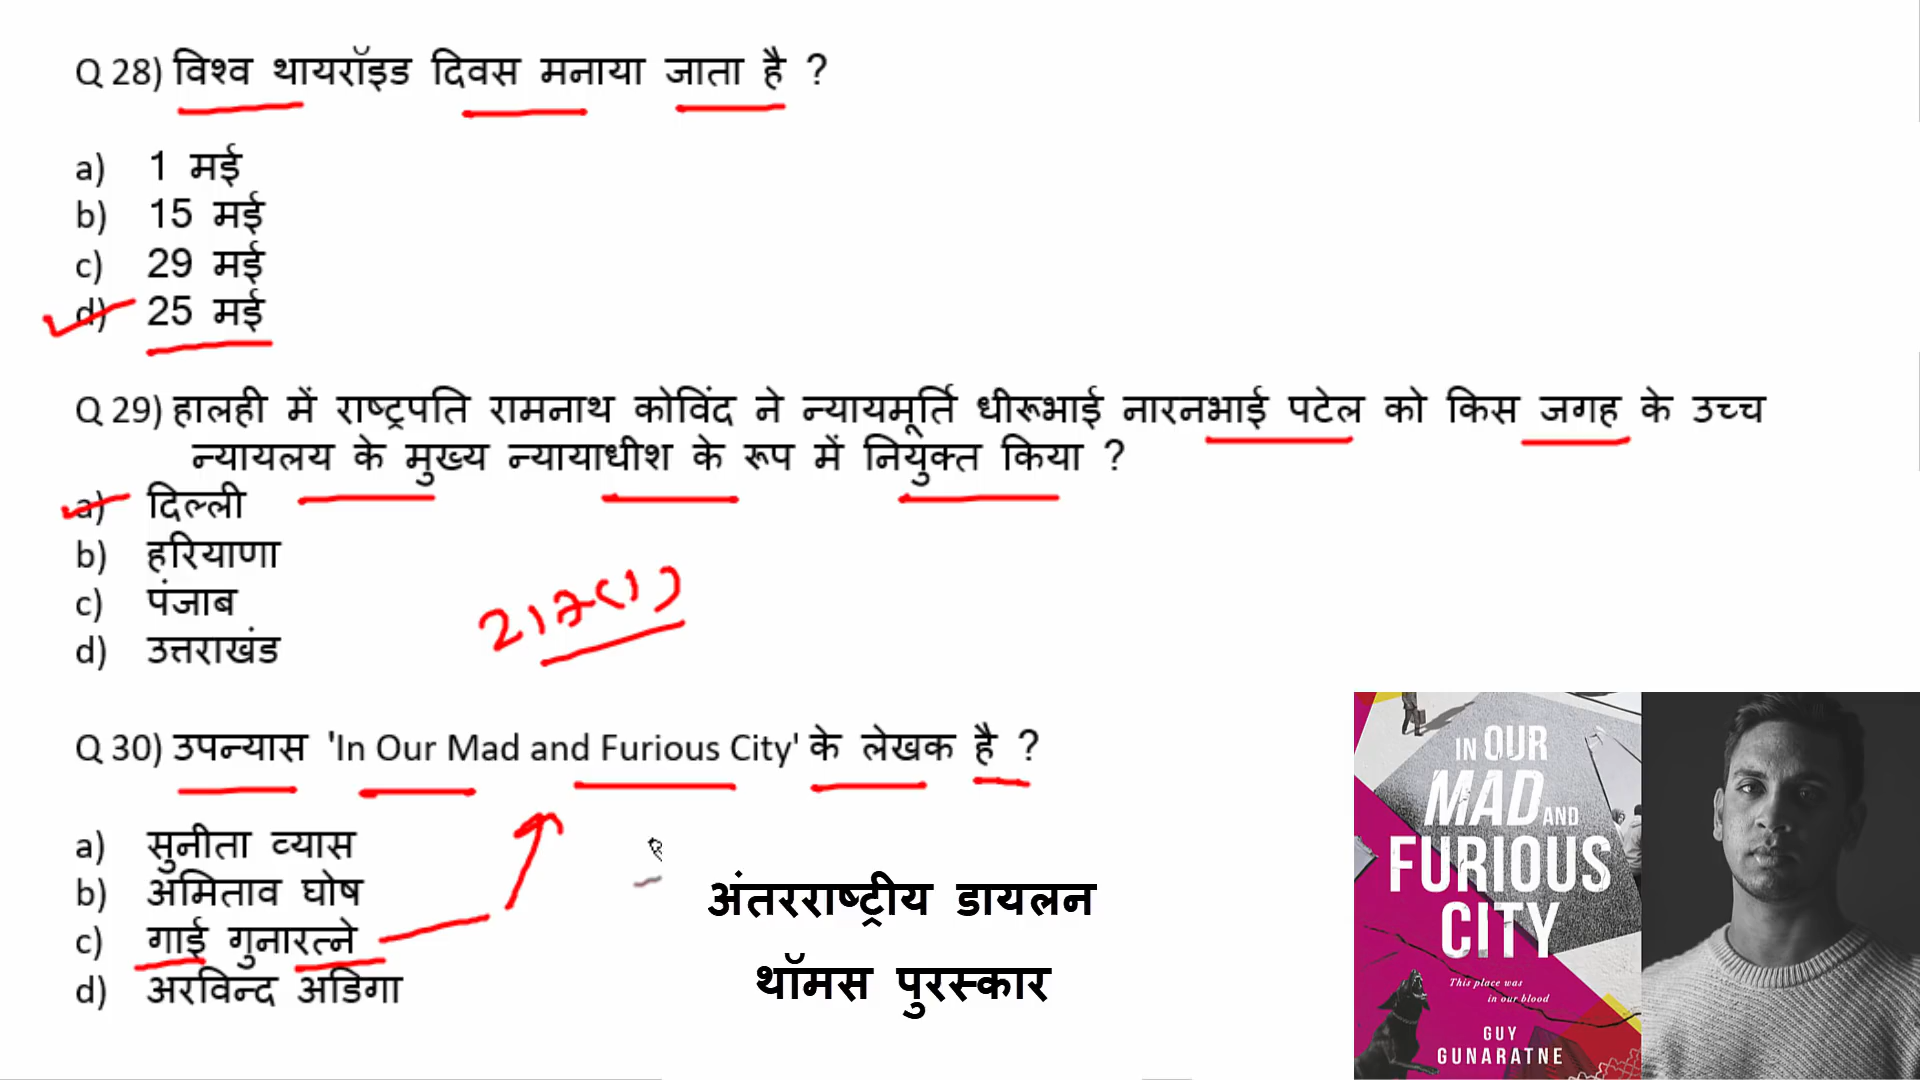 Q 28) विश्व थायरॉइड दिवस मनाया जाता है ?
a) 1 मई
b) 15 मई
c) 29 मई
d) 25 मई
Q 29) हालही में राष्ट्रपति रामनाथ कोविंद ने न्यायमूर्ति धीरूभाई नारनभाई पटेल को किस जगह के उच्च
न्यायलय के मुख्य न्यायाधीश के रूप में नियुक्त किया ?
a) दिल्ली
b) हरियाणा
c) पंजाब
d) उत्तराखंड
217(1)
Q 30) उपन्यास 'In Our Mad and Furious City' के लेखक है ?
a) सुनीता व्यास
b) अमिताव घोष
c) गाई गुनारत्ने
d) अरविन्द अडिगा
अंतरराष्ट्रीय डायलन
थॉमस पुरस्कार
IN OUR
MAD AND
FURIOUS
CITY
This place was
in our blood
GUY
GUNARATNE